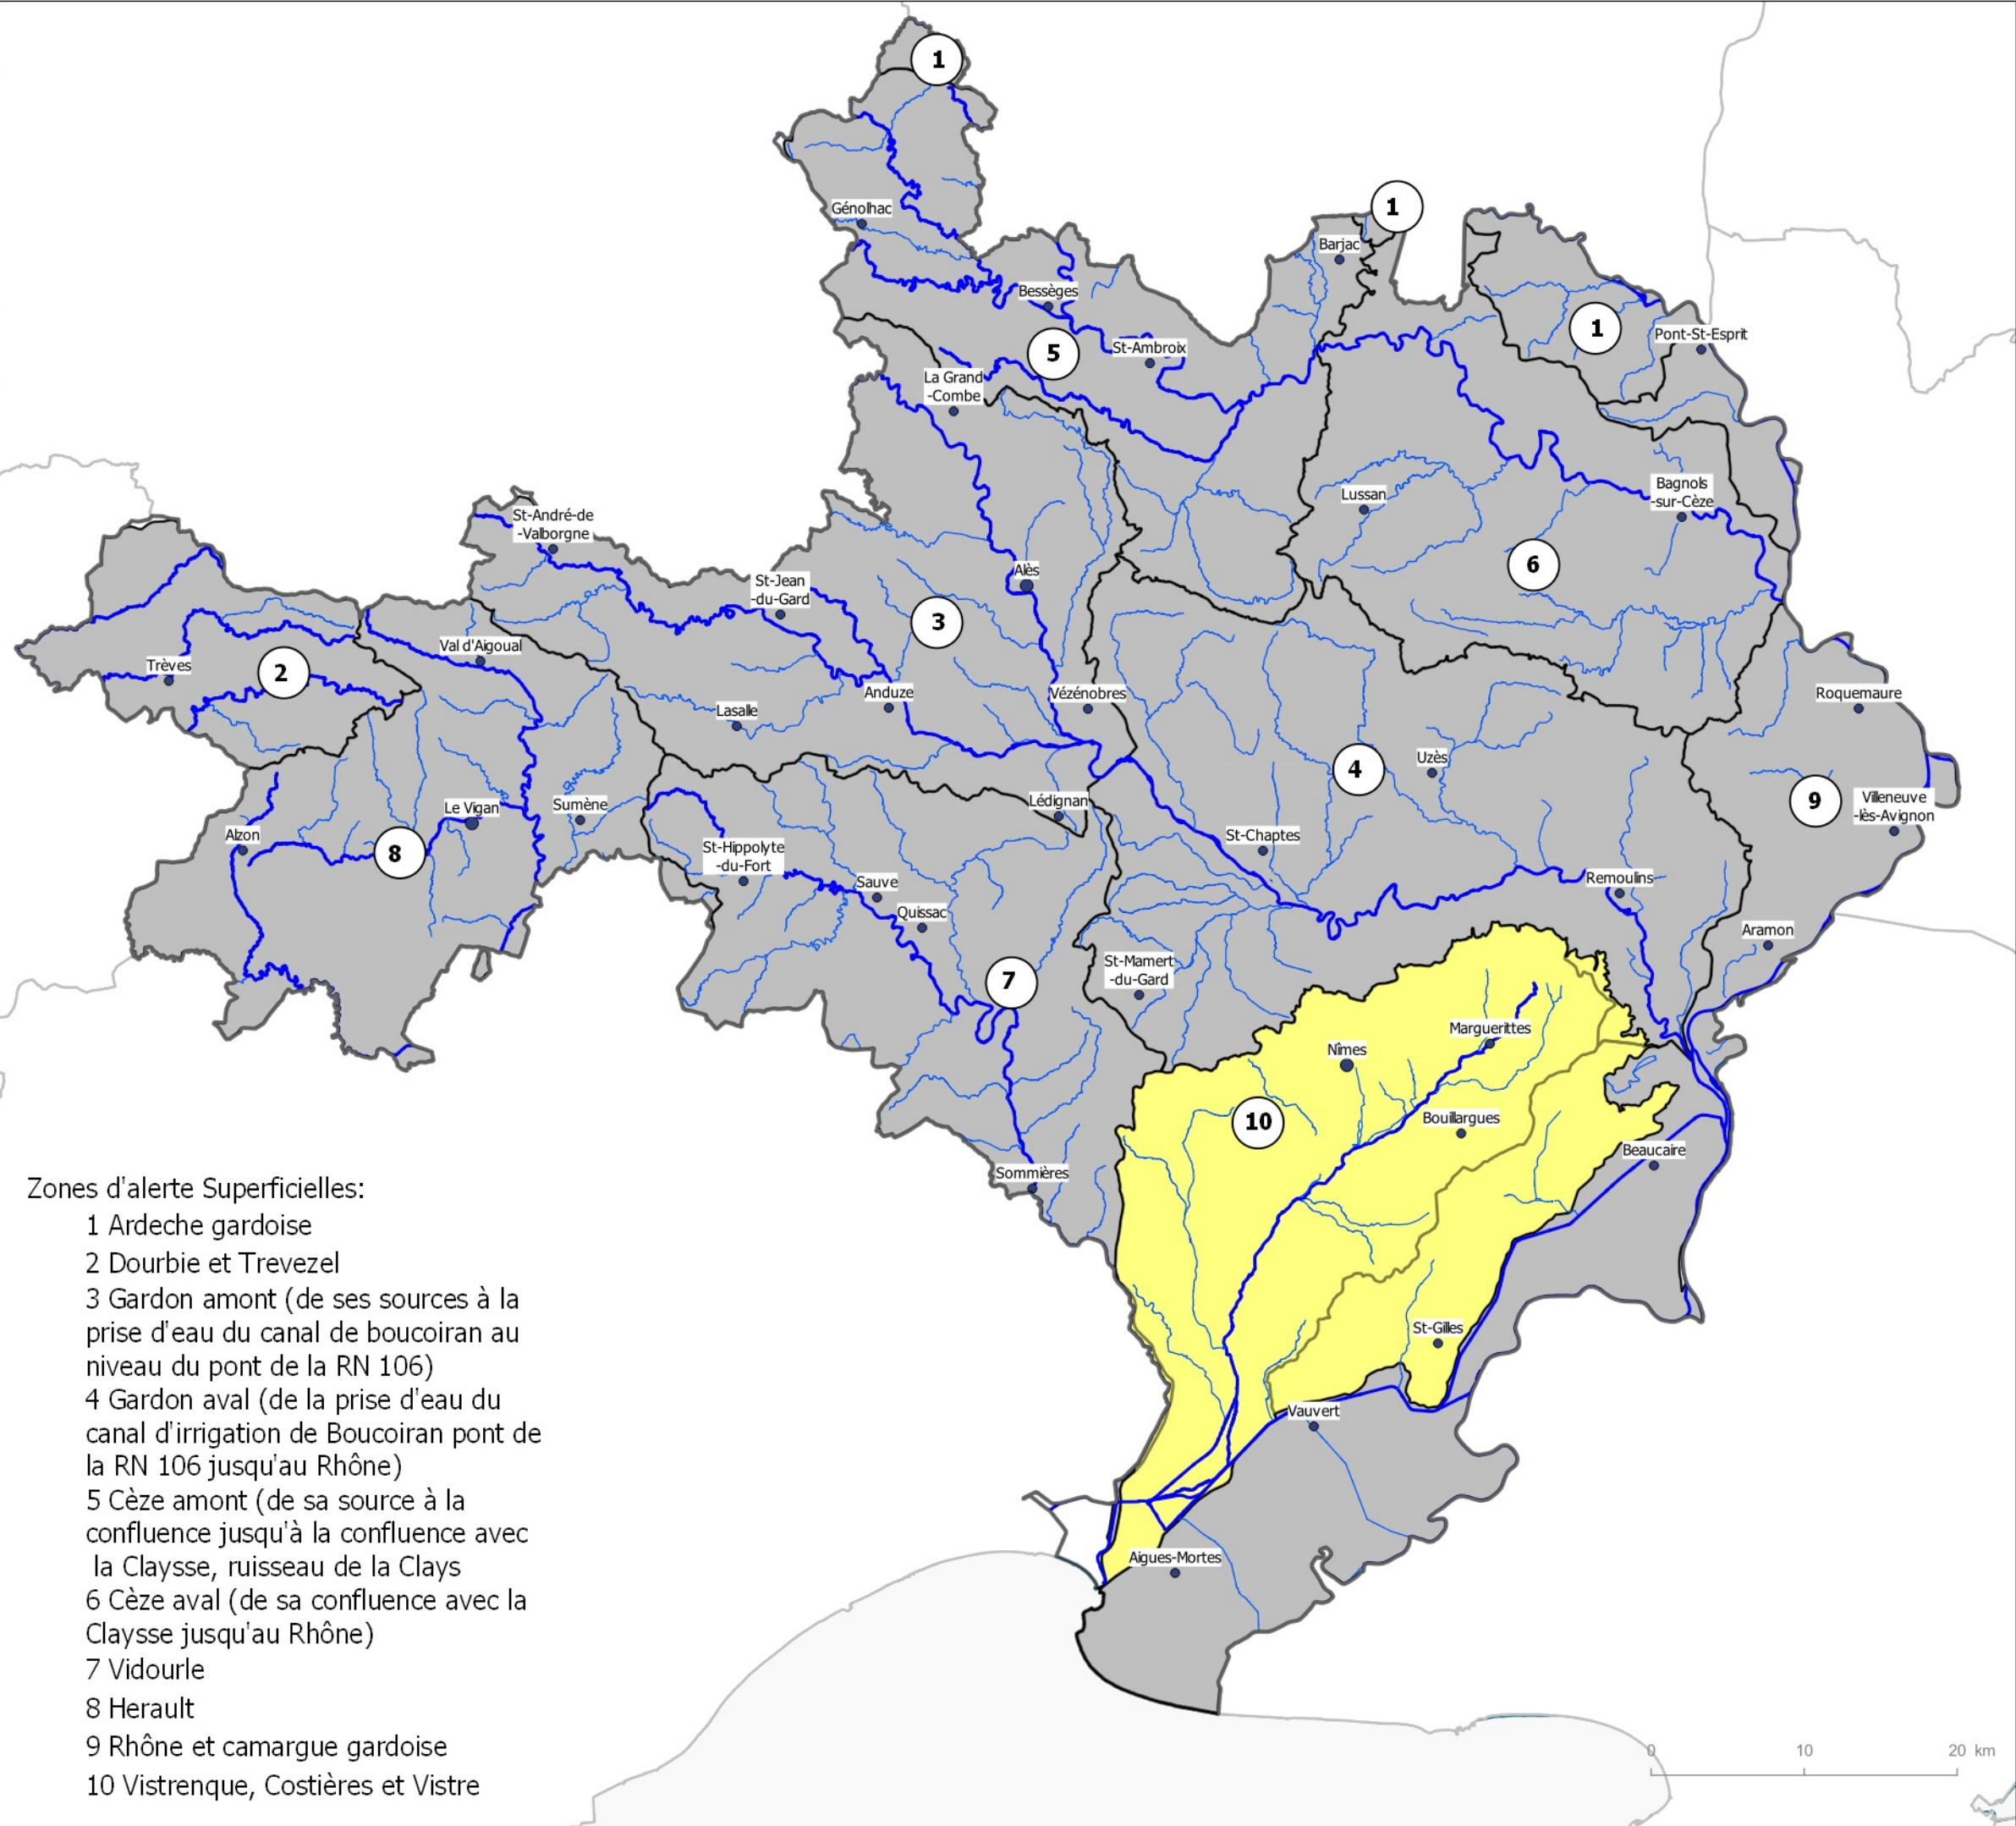 1
Génolhac
1
Barjac
Bessèges
1
Pont-St-Esprit
5
St-Ambroix
La Grand
-Combe
Lussan
Bagnols
-sur-Cèze
St-André-de
-Valborgne
6
Alès
St-Jean
-du-Gard
3
Val d'Aigoual
Trèves
2
Anduze
Vézénobres
Roquemaure
Lasalle
4
Uzès
9
Villeneuve
-lès-Avignon
Lédignan
Sumène
Le Vigan
Alzon
8
St-Chaptes
St-Hippolyte
-du-Fort
Sauve
Remoulins
Quissac
Aramon
7
St-Mamert
-du-Gard
Marguerittes
Nîmes
10
Bouillargues
Beaucaire
Sommières
St-Gilles
Vauvert
Aigues-Mortes
Zones d'alerte Superficielles:
1 Ardeche gardoise
2 Dourbie et Trevezel
3 Gardon amont (de ses sources à la
prise d'eau du canal de boucoiran au
niveau du pont de la RN 106)
4 Gardon aval (de la prise d'eau du
canal d'irrigation de Boucoiran pont de
la RN 106 jusqu'au Rhône)
5 Cèze amont (de sa source à la
confluence jusqu'à la confluence avec
la Claysse, ruisseau de la Clays
6 Cèze aval (de sa confluence avec la
Claysse jusqu'au Rhône)
7 Vidourle
8 Herault
9 Rhône et camargue gardoise
10 Vistrenque, Costières et Vistre
0 10 20 km